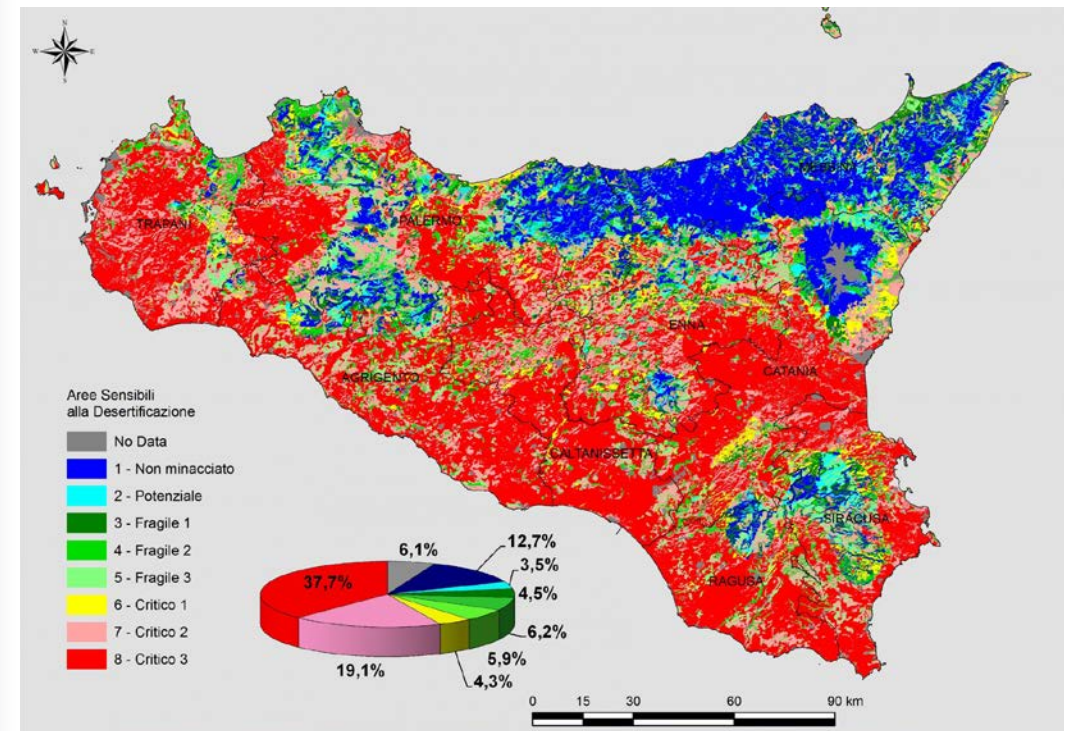 N
W
E
S
MESSINA
TRAPANI
PALERMO
ENNA
AGRIGENTO
CATANIA
CALTANISSETTA
SIRACUSA
RAGUSA
Aree Sensibili
alla Desertificazione
No Data
1 - Non minacciato
2 - Potenziale
3 - Fragile 1
4 - Fragile 2
5 - Fragile 3
6 - Critico 1
7 - Critico 2
8 - Critico 3
6,1%
12,7%
3,5%
37,7%
4,5%
6,2%
5,9%
19,1%
4,3%
0 15 30 60 90 km